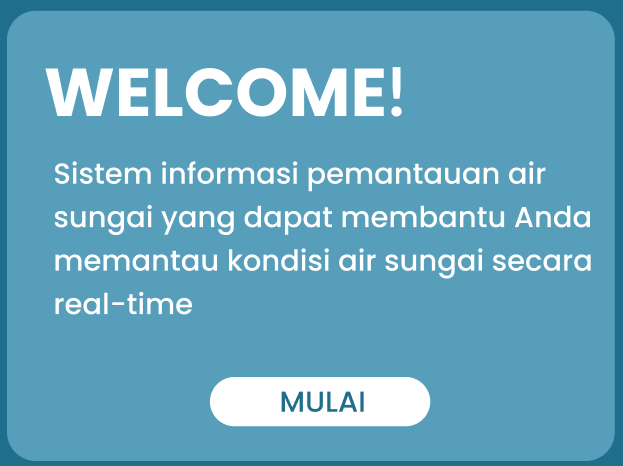 WELCOME!
Sistem informasi pemantauan air
sungai yang dapat membantu Anda
memantau kondisi air sungai secara
real-time
MULAI